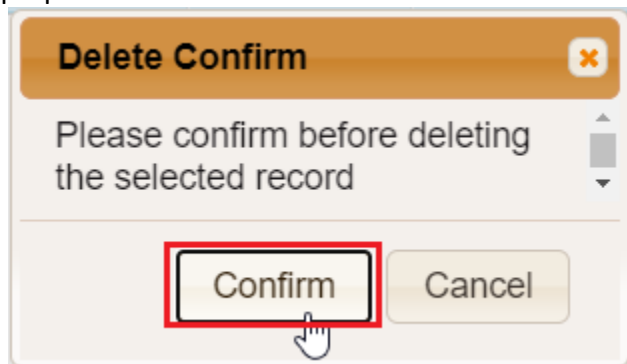 Delete Confirm
Please confirm before deleting
the selected record
Confirm Cancel